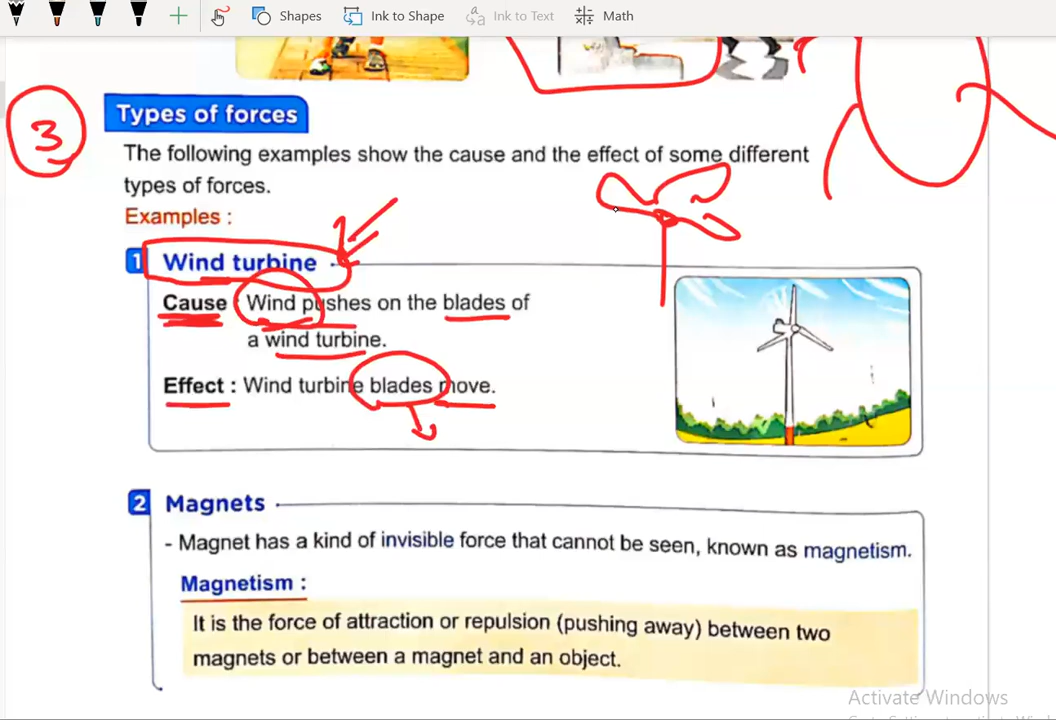 Shapes Ink to Shape Ink to Text Math
3 Types of forces
The following examples show the cause and the effect of some different
types of forces.
Examples :
1 Wind turbine
Cause : Wind pushes on the blades of
a wind turbine.
Effect : Wind turbine blades move.
2 Magnets
- Magnet has a kind of invisible force that cannot be seen, known as magnetism.
Magnetism :
It is the force of attraction or repulsion (pushing away) between two
magnets or between a magnet and an object.
Activate Windows